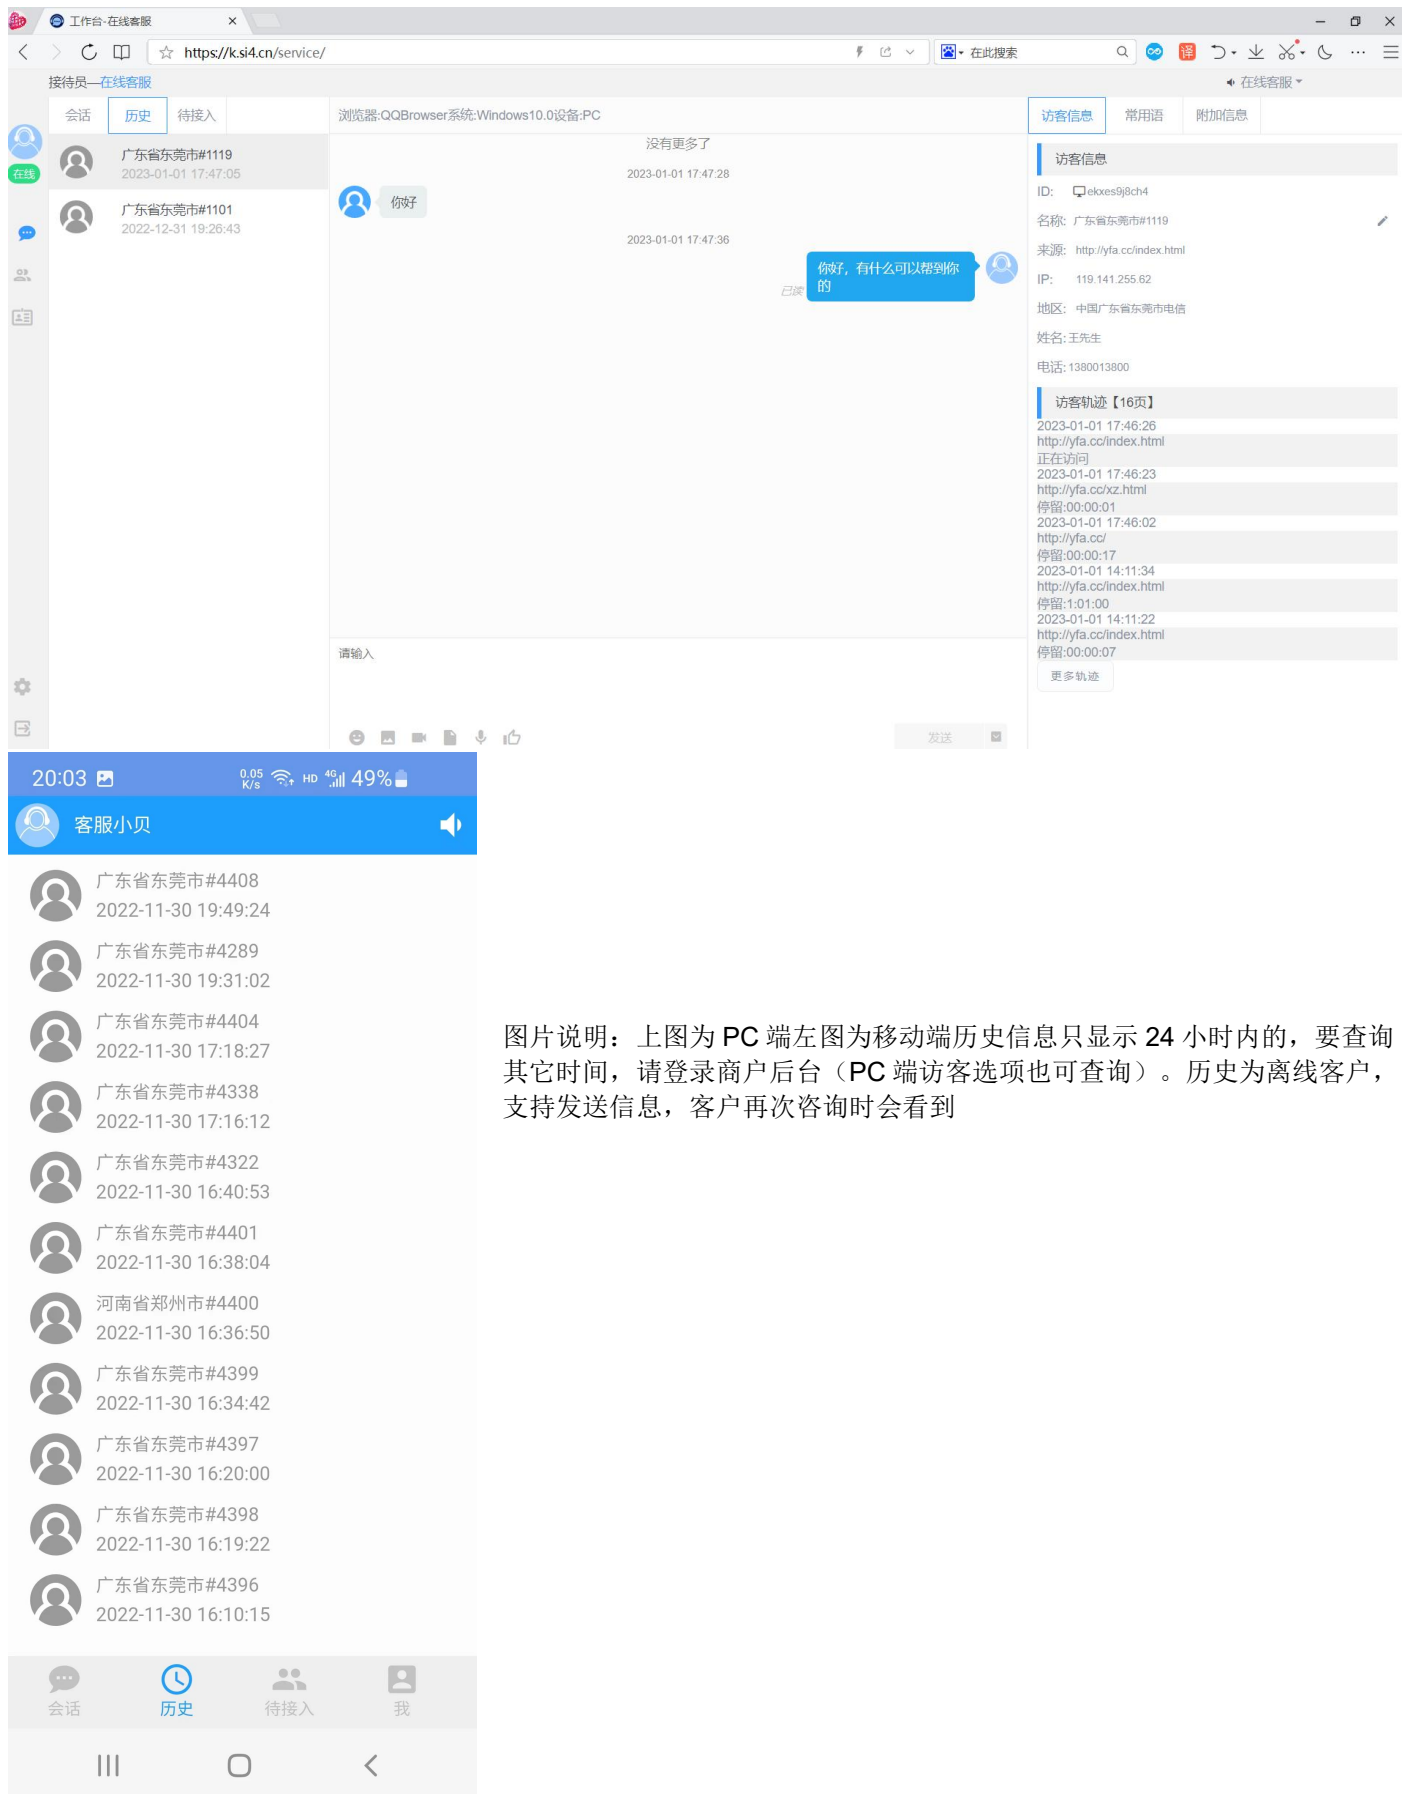 工作台-在线客服
https://k.si4.cn/service/
在此搜索
译
接待员—在线客服
在线客服
会话 历史 待接入
浏览器:QQBrowser系统:Windows10.0设备:PC
访客信息 常用语 附加信息
在线
广东省东莞市#1119
2023-01-01 17:47:05
广东省东莞市#1101
2022-12-31 19:26:43
没有更多了
2023-01-01 17:47:28
你好
2023-01-01 17:47:36
你好，有什么可以帮到你
的
已读
请输入
发送
访客信息
ID: ekxes9j8ch4
名称: 广东省东莞市#1119
来源: http://yfa.cc/index.html
IP: 119.141.255.62
地区: 中国广东省东莞市电信
姓名: 王先生
电话: 1380013800
访客轨迹【16页】
2023-01-01 17:46:26
http://yfa.cc/index.html
正在访问
2023-01-01 17:46:23
http://yfa.cc/xz.html
停留:00:00:01
2023-01-01 17:46:02
http://yfa.cc/
停留:00:00:17
2023-01-01 14:11:34
http://yfa.cc/index.html
停留:1:01:00
2023-01-01 14:11:22
http://yfa.cc/index.html
停留:00:00:07
更多轨迹
20:03 0.05 K/s HD 4G 49%
客服小贝
广东省东莞市#4408
2022-11-30 19:49:24
广东省东莞市#4289
2022-11-30 19:31:02
广东省东莞市#4404
2022-11-30 17:18:27
广东省东莞市#4338
2022-11-30 17:16:12
广东省东莞市#4322
2022-11-30 16:40:53
广东省东莞市#4401
2022-11-30 16:38:04
河南省郑州市#4400
2022-11-30 16:36:50
广东省东莞市#4399
2022-11-30 16:34:42
广东省东莞市#4397
2022-11-30 16:20:00
广东省东莞市#4398
2022-11-30 16:19:22
广东省东莞市#4396
2022-11-30 16:10:15
会话 历史 待接入 我
图片说明：上图为 PC 端左图为移动端历史信息只显示 24 小时内的，要查询
其它时间，请登录商户后台（PC 端访客选项也可查询）。历史为离线客户，
支持发送信息，客户再次咨询时会看到